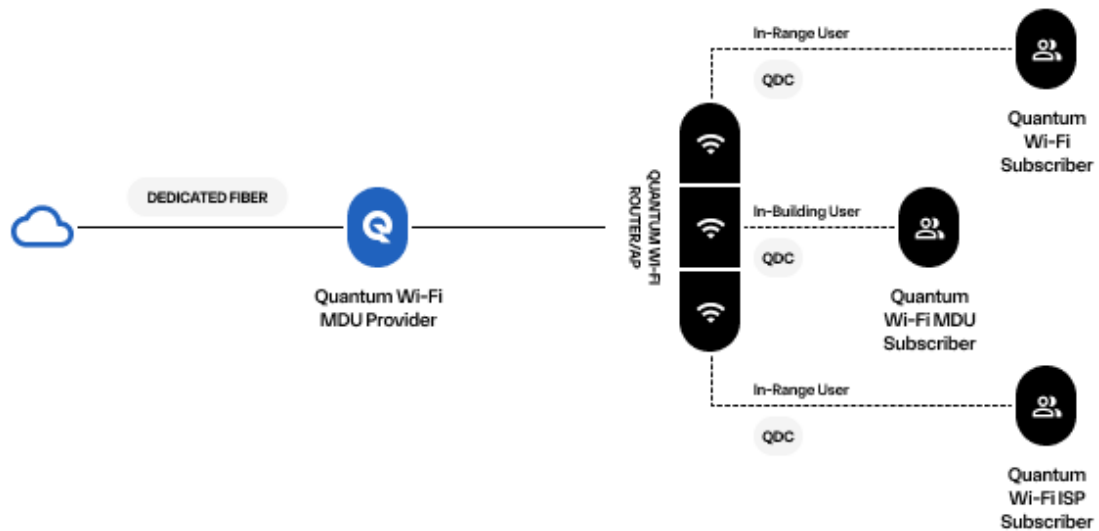 In-Range User
QDC
Quantum
Wi-Fi
Subscriber
DEDICATED FIBER
Quantum Wi-Fi
MDU Provider
QUANTUM WI-FI
ROUTER/AP
In-Building User
QDC
Quantum
Wi-Fi MDU
Subscriber
In-Range User
QDC
Quantum
Wi-Fi ISP
Subscriber